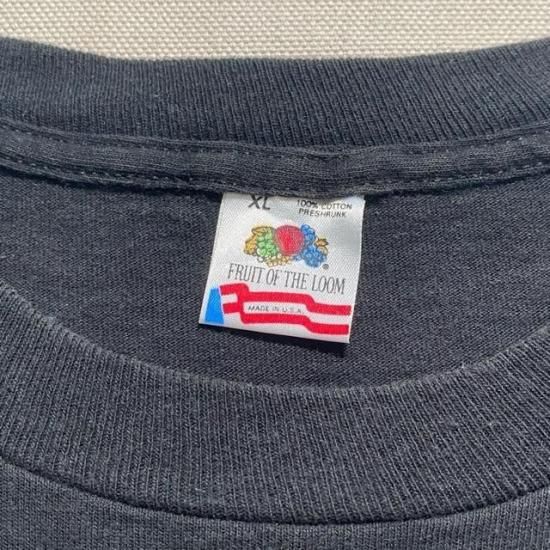 XL 100% COTTON
PRESHRUNK
®
FRUIT OF THE LOOM
MADE IN U.S.A.